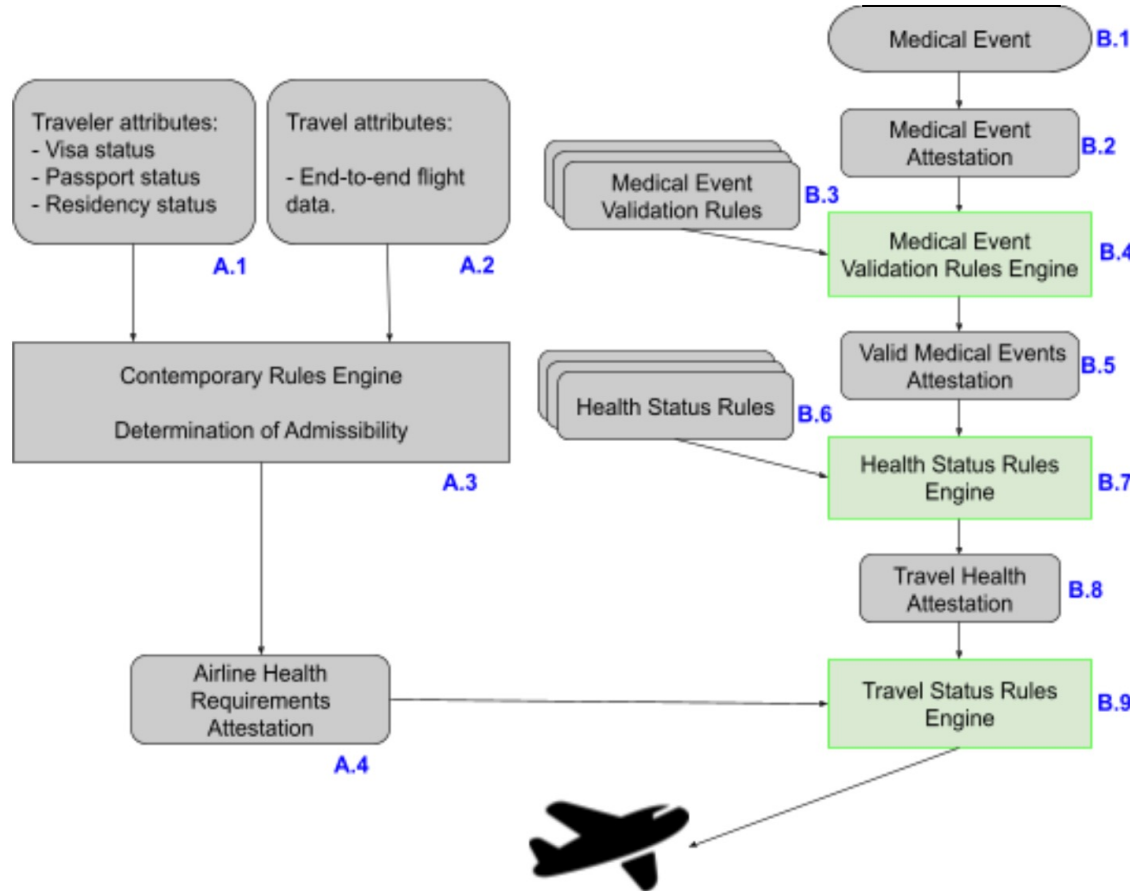 Medical Event
B.1
Traveler attributes:
- Visa status
- Passport status
- Residency status
A.1
Travel attributes:
- End-to-end flight
data.
A.2
Medical Event
Attestation
B.2
Medical Event
Validation Rules
B.3
Medical Event
Validation Rules Engine
B.4
Contemporary Rules Engine
Determination of Admissibility
A.3
Valid Medical Events
Attestation
B.5
Health Status Rules
B.6
Health Status Rules
Engine
B.7
Travel Health
Attestation
B.8
Airline Health
Requirements
Attestation
A.4
Travel Status Rules
Engine
B.9